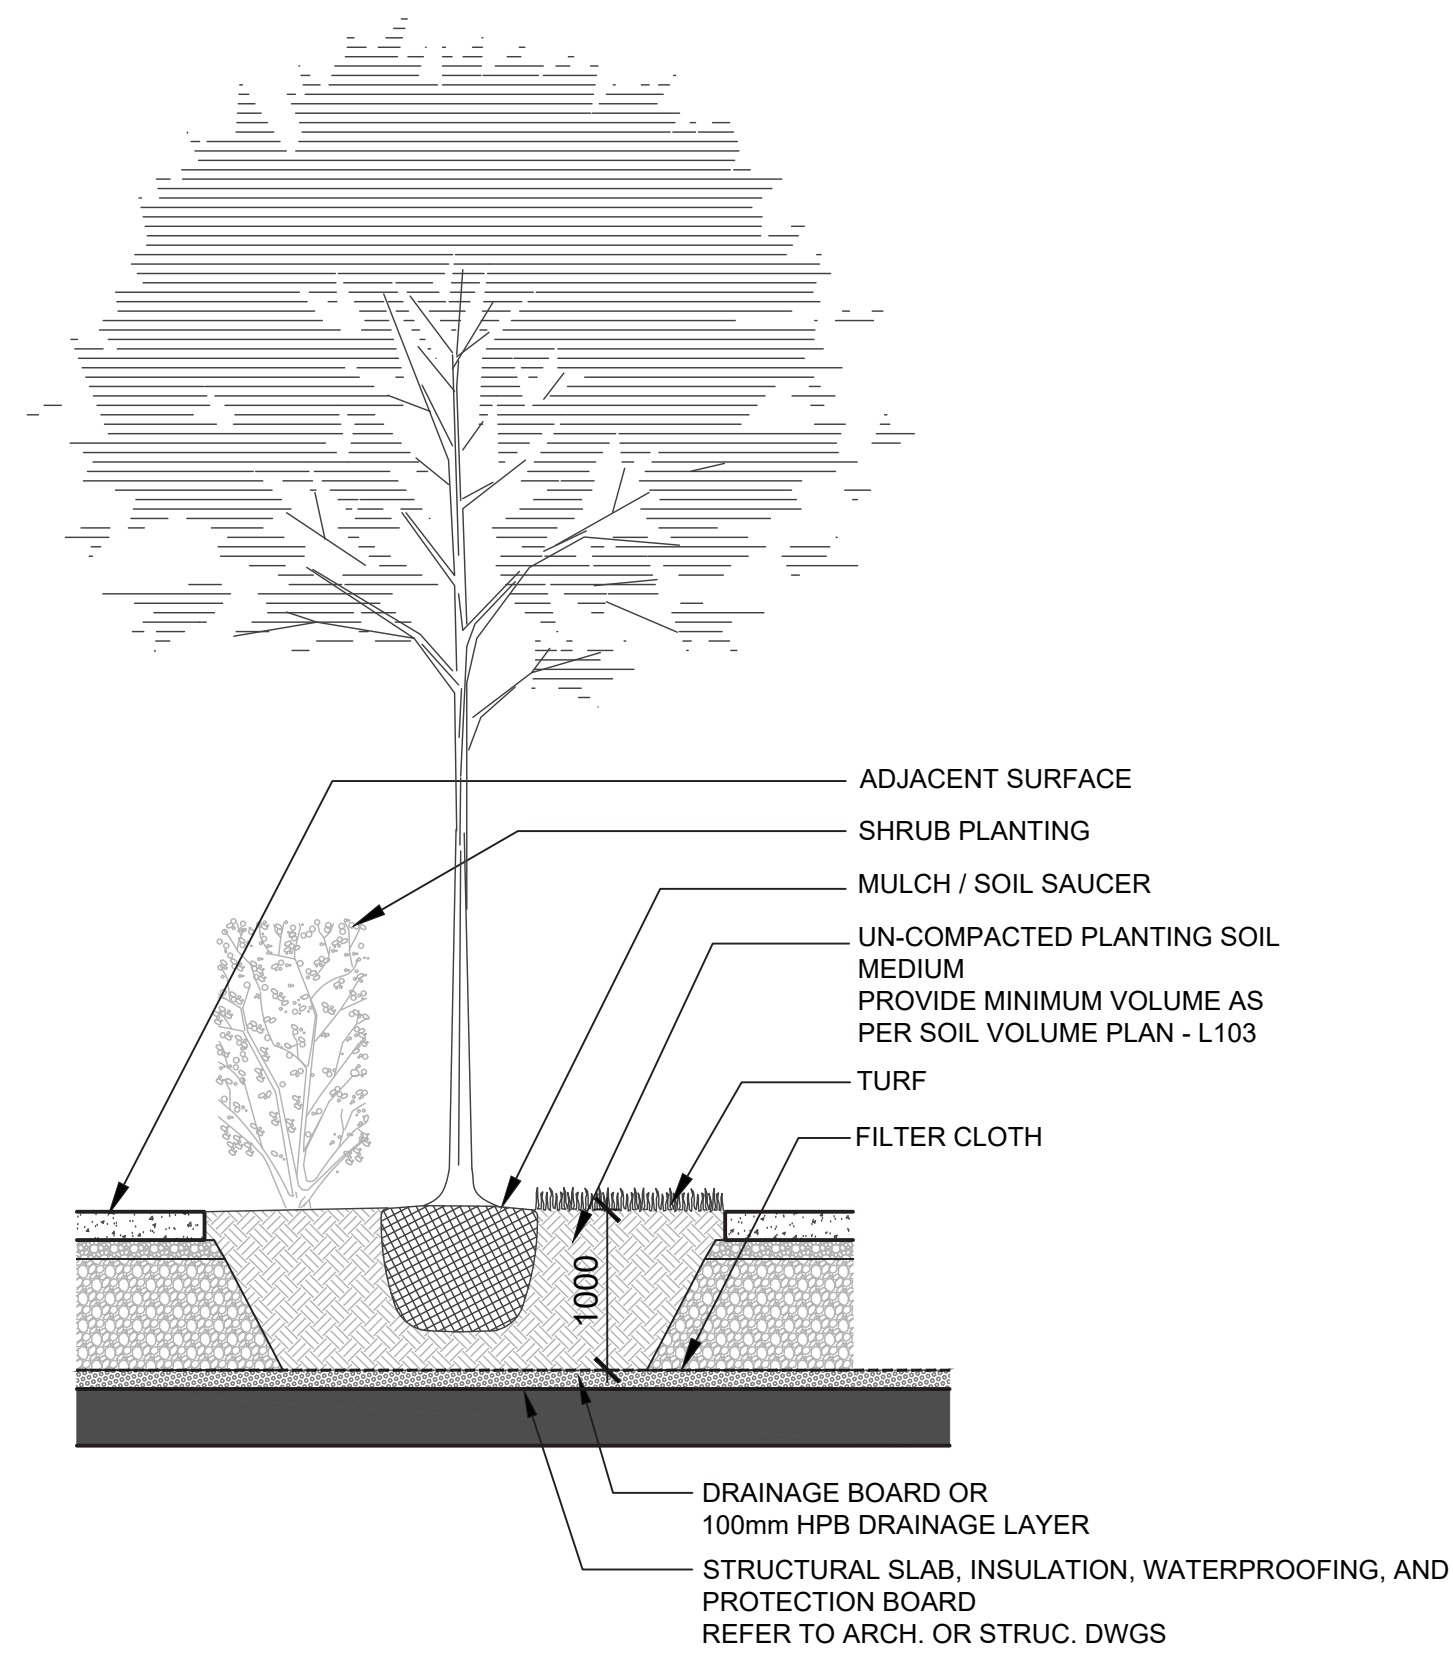 ADJACENT SURFACE
SHRUB PLANTING
MULCH / SOIL SAUCER
UN-COMPACTED PLANTING SOIL
MEDIUM
PROVIDE MINIMUM VOLUME AS
PER SOIL VOLUME PLAN - L103
TURF
FILTER CLOTH
1000
DRAINAGE BOARD OR
100mm HPB DRAINAGE LAYER
STRUCTURAL SLAB, INSULATION, WATERPROOFING, AND
PROTECTION BOARD
REFER TO ARCH. OR STRUC. DWGS